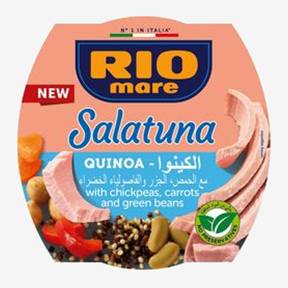 N° 1 IN ITALIA*
RIO
mare
NEW
Salatuna
QUINOA - الكينوا
مع الحمص، الجزر والفاصولياء الخضراء
with chickpeas, carrots
and green beans
NO PRESERVATIVES